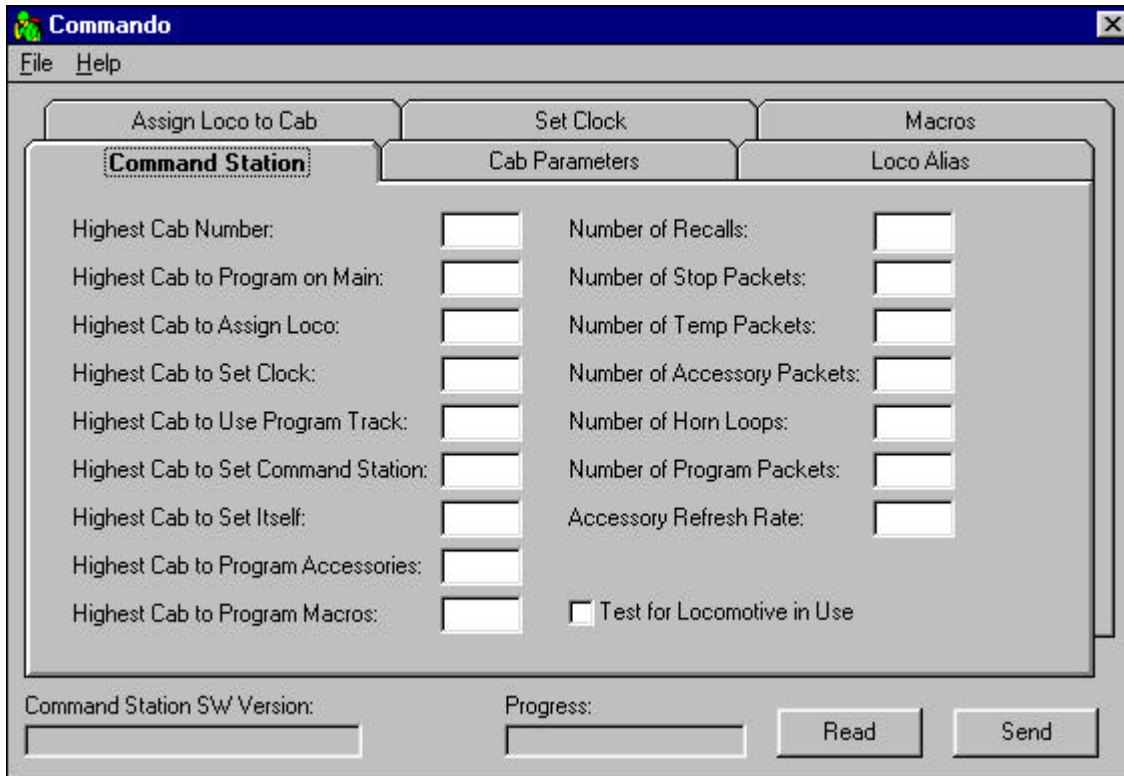 Commando
File Help
Assign Loco to Cab Set Clock Macros
Command Station Cab Parameters Loco Alias
Highest Cab Number: Number of Recalls:
Highest Cab to Program on Main: Number of Stop Packets:
Highest Cab to Assign Loco: Number of Temp Packets:
Highest Cab to Set Clock: Number of Accessory Packets:
Highest Cab to Use Program Track: Number of Horn Loops:
Highest Cab to Set Command Station: Number of Program Packets:
Highest Cab to Set Itself: Accessory Refresh Rate:
Highest Cab to Program Accessories:
Highest Cab to Program Macros: Test for Locomotive in Use
Command Station SW Version: Progress:
Read Send